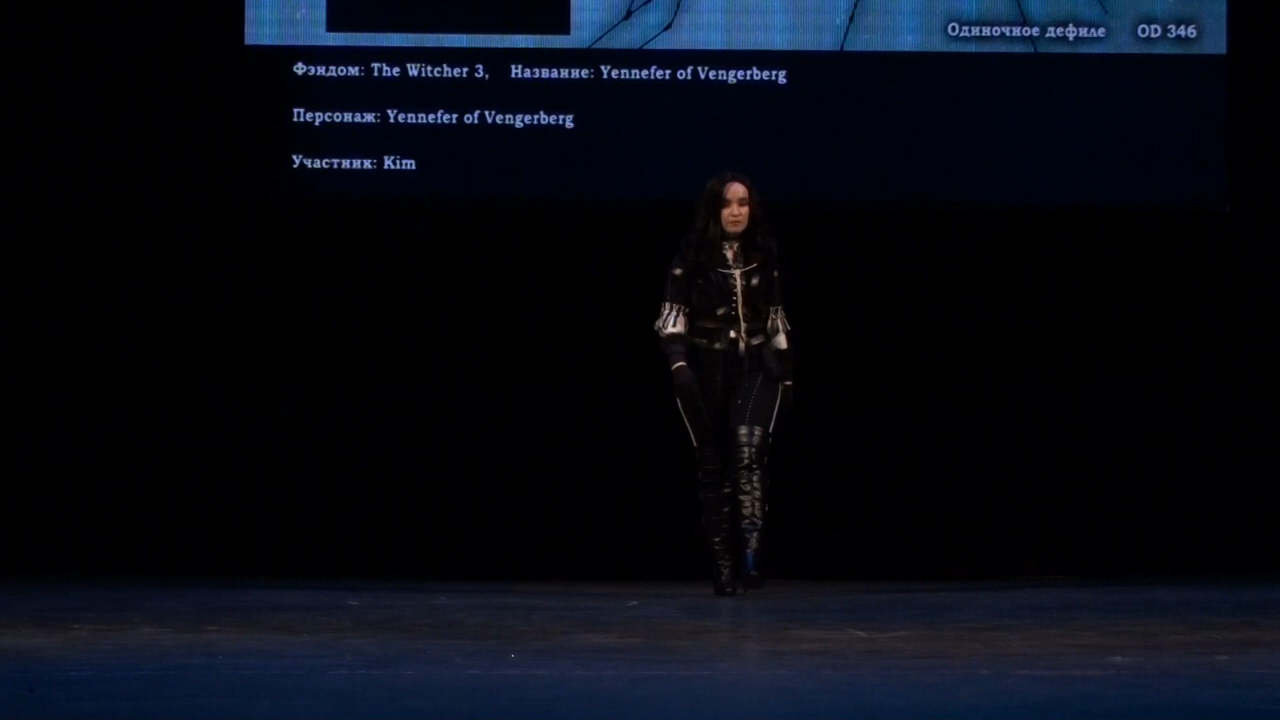 Одиночное дефиле OD 346
Фэндом: The Witcher 3, Название: Yennefer of Vengerberg
Персонаж: Yennefer of Vengerberg
Участник: Kim